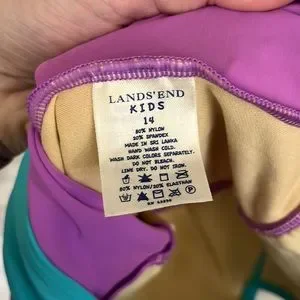 LANDS' END
KIDS
14
80% NYLON
20% SPANDEX
MADE IN SRI LANKA
HAND WASH COLD.
WASH DARK COLORS SEPARATELY.
DO NOT BLEACH.
LINE DRY. DO NOT IRON.
80% NYLON/20% ELASTHAN